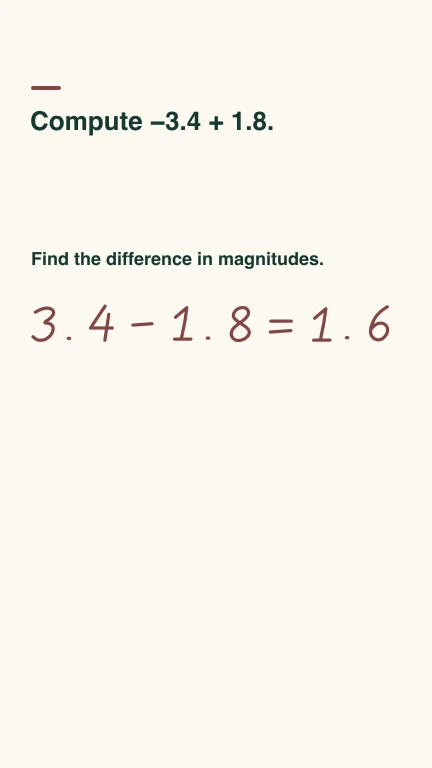 Compute –3.4 + 1.8.
Find the difference in magnitudes.
3.4 – 1.8 = 1.6